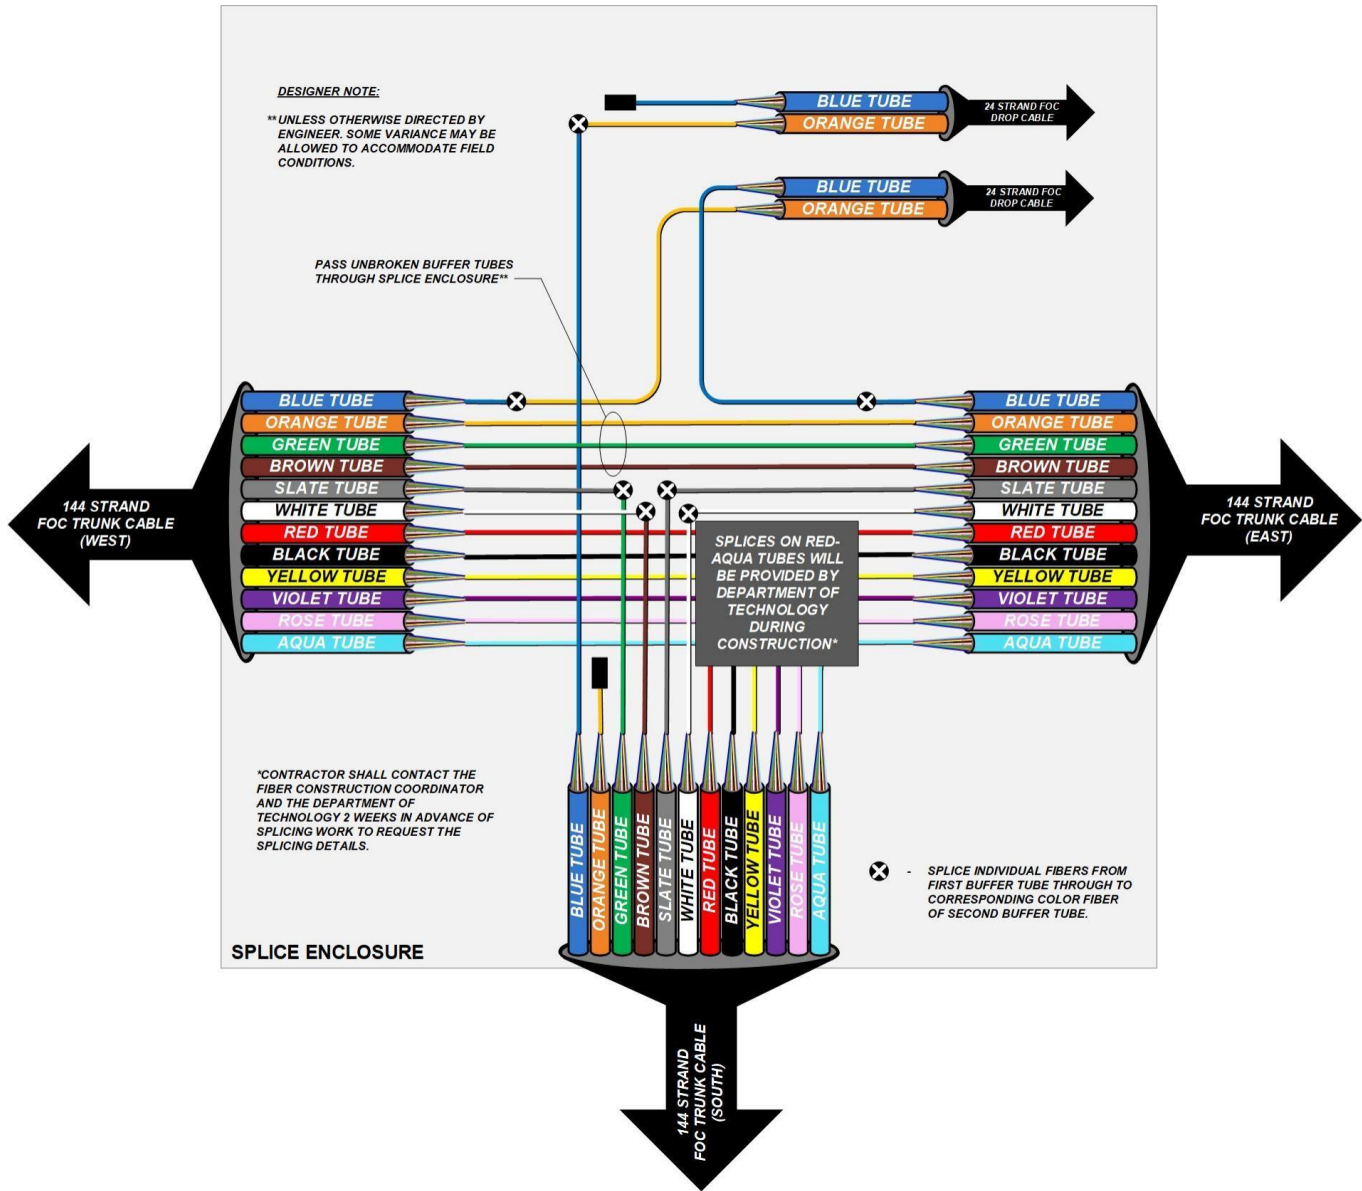 DESIGNER NOTE:
** UNLESS OTHERWISE DIRECTED BY
ENGINEER. SOME VARIANCE MAY BE
ALLOWED TO ACCOMMODATE FIELD
CONDITIONS.
BLUE TUBE
ORANGE TUBE
24 STRAND FOC
DROP CABLE
BLUE TUBE
ORANGE TUBE
24 STRAND FOC
DROP CABLE
PASS UNBROKEN BUFFER TUBES
THROUGH SPLICE ENCLOSURE**
144 STRAND
FOC TRUNK CABLE
(WEST)
BLUE TUBE
ORANGE TUBE
GREEN TUBE
BROWN TUBE
SLATE TUBE
WHITE TUBE
RED TUBE
BLACK TUBE
YELLOW TUBE
VIOLET TUBE
ROSE TUBE
AQUA TUBE
SPLICES ON RED-
AQUA TUBES WILL
BE PROVIDED BY
DEPARTMENT OF
TECHNOLOGY
DURING
CONSTRUCTION*
BLUE TUBE
ORANGE TUBE
GREEN TUBE
BROWN TUBE
SLATE TUBE
WHITE TUBE
RED TUBE
BLACK TUBE
YELLOW TUBE
VIOLET TUBE
ROSE TUBE
AQUA TUBE
144 STRAND
FOC TRUNK CABLE
(EAST)
*CONTRACTOR SHALL CONTACT THE
FIBER CONSTRUCTION COORDINATOR
AND THE DEPARTMENT OF
TECHNOLOGY 2 WEEKS IN ADVANCE OF
SPLICING WORK TO REQUEST THE
SPLICING DETAILS.
BLUE TUBE
ORANGE TUBE
GREEN TUBE
BROWN TUBE
SLATE TUBE
WHITE TUBE
RED TUBE
BLACK TUBE
YELLOW TUBE
VIOLET TUBE
ROSE TUBE
AQUA TUBE
- SPLICE INDIVIDUAL FIBERS FROM
FIRST BUFFER TUBE THROUGH TO
CORRESPONDING COLOR FIBER
OF SECOND BUFFER TUBE.
SPLICE ENCLOSURE
144 STRAND
FOC TRUNK CABLE
(SOUTH)